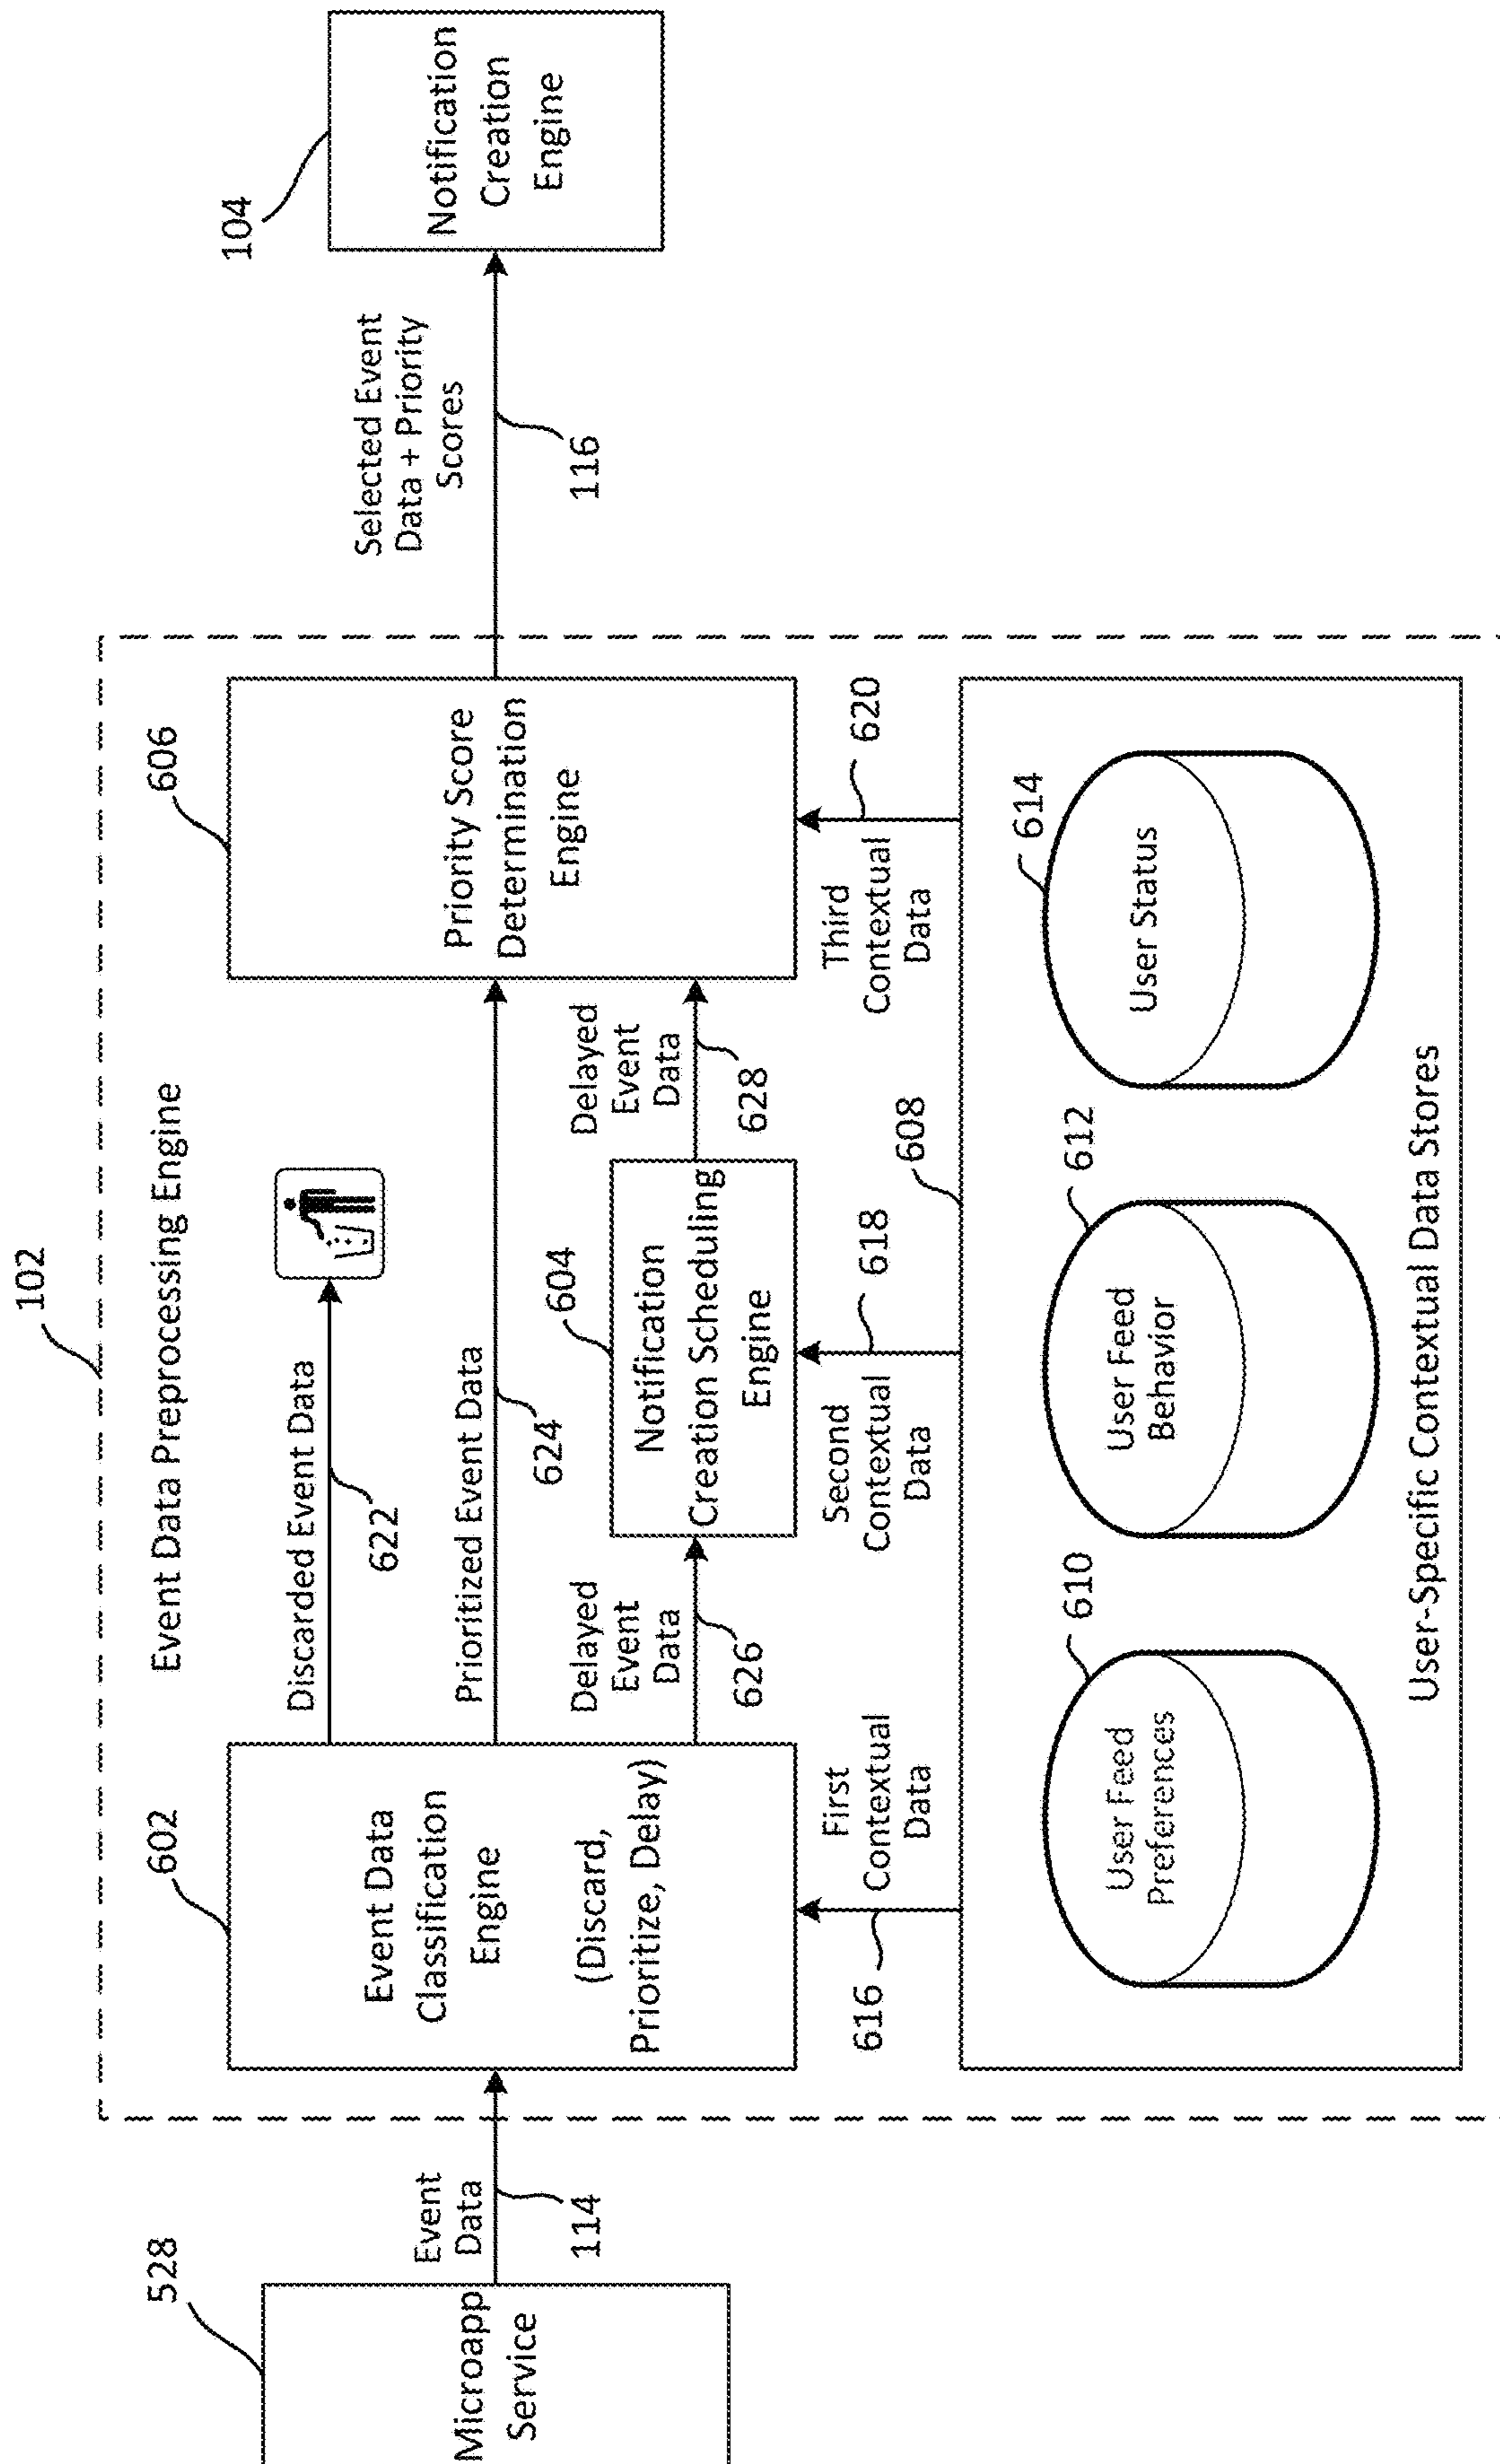 102
Event Data Preprocessing Engine
528
Microapp
Service
Event
Data
114
602
Event Data
Classification
Engine
(Discard,
Prioritize, Delay)
Discarded Event Data
622
Prioritized Event Data
624
Delayed
Event
Data
626
604
Notification
Creation Scheduling
Engine
Delayed
Event
Data
628
606
Priority Score
Determination
Engine
Selected Event
Data + Priority
Scores
116
104
Notification
Creation
Engine
616
First
Contextual
Data
Second
Contextual
Data
618
608
Third
Contextual
Data
620
610
User Feed
Preferences
612
User Feed
Behavior
614
User Status
User-Specific Contextual Data Stores